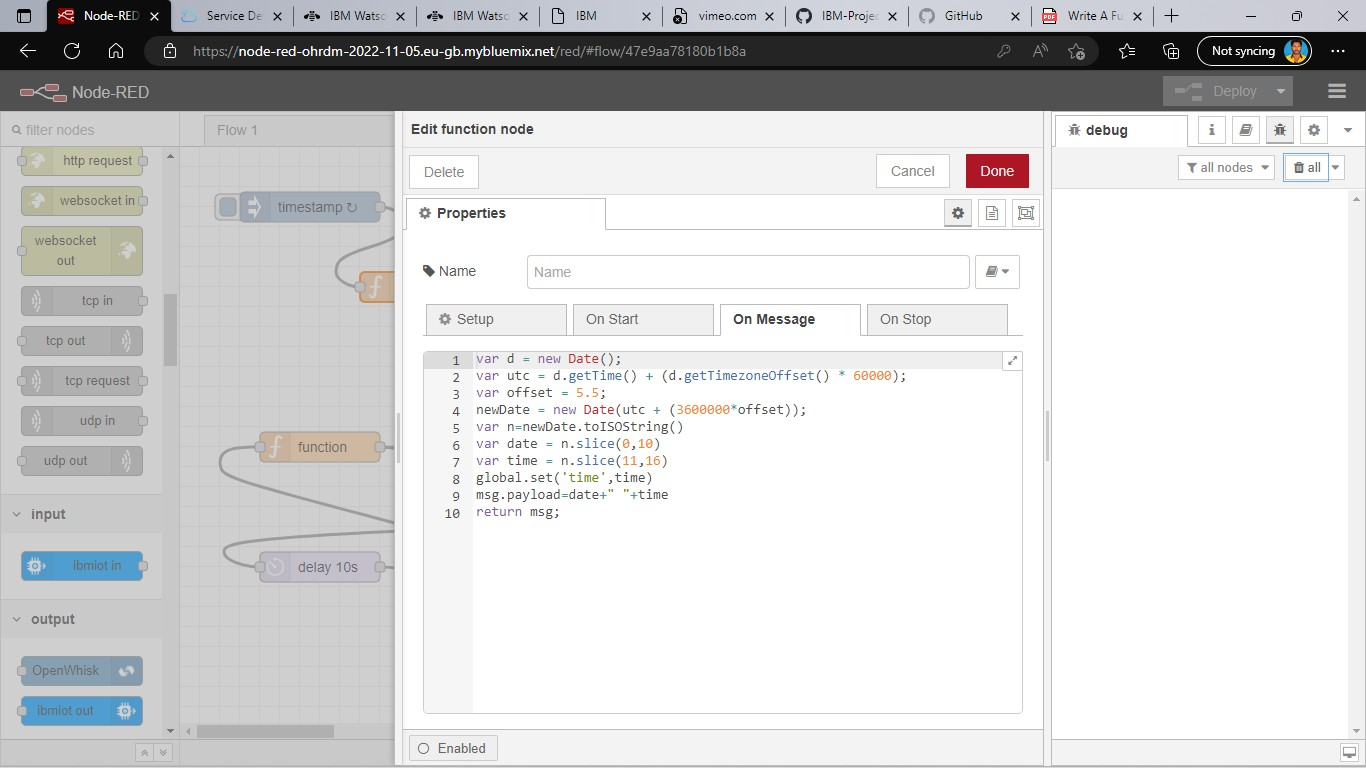 Node-RED
Service De
IBM Wats
IBM Watso
IBM
vimeo.com
IBM-Projec
GitHub
Write A Fu
https://node-red-ohrdm-2022-11-05.eu-gb.mybluemix.net/red/#flow/47e9aa78180b1b8a
Not syncing
Node-RED
Deploy
filter nodes
http request
websocket in
websocket
out
tcp in
tcp out
tcp request
udp in
udp out
input
ibmiot in
output
OpenWhisk
ibmiot out
Flow 1
timestamp ↻
function
delay 10s
Edit function node
Delete
Cancel
Done
Properties
Name
Name
Setup
On Start
On Message
On Stop
1 var d = new Date();
2 var utc = d.getTime() + (d.getTimezoneOffset() * 60000);
3 var offset = 5.5;
4 newDate = new Date(utc + (3600000*offset));
5 var n=newDate.toISOString()
6 var date = n.slice(0,10)
7 var time = n.slice(11,16)
8 global.set('time',time)
9 msg.payload=date+" "+time
10 return msg;
Enabled
debug
all nodes
all